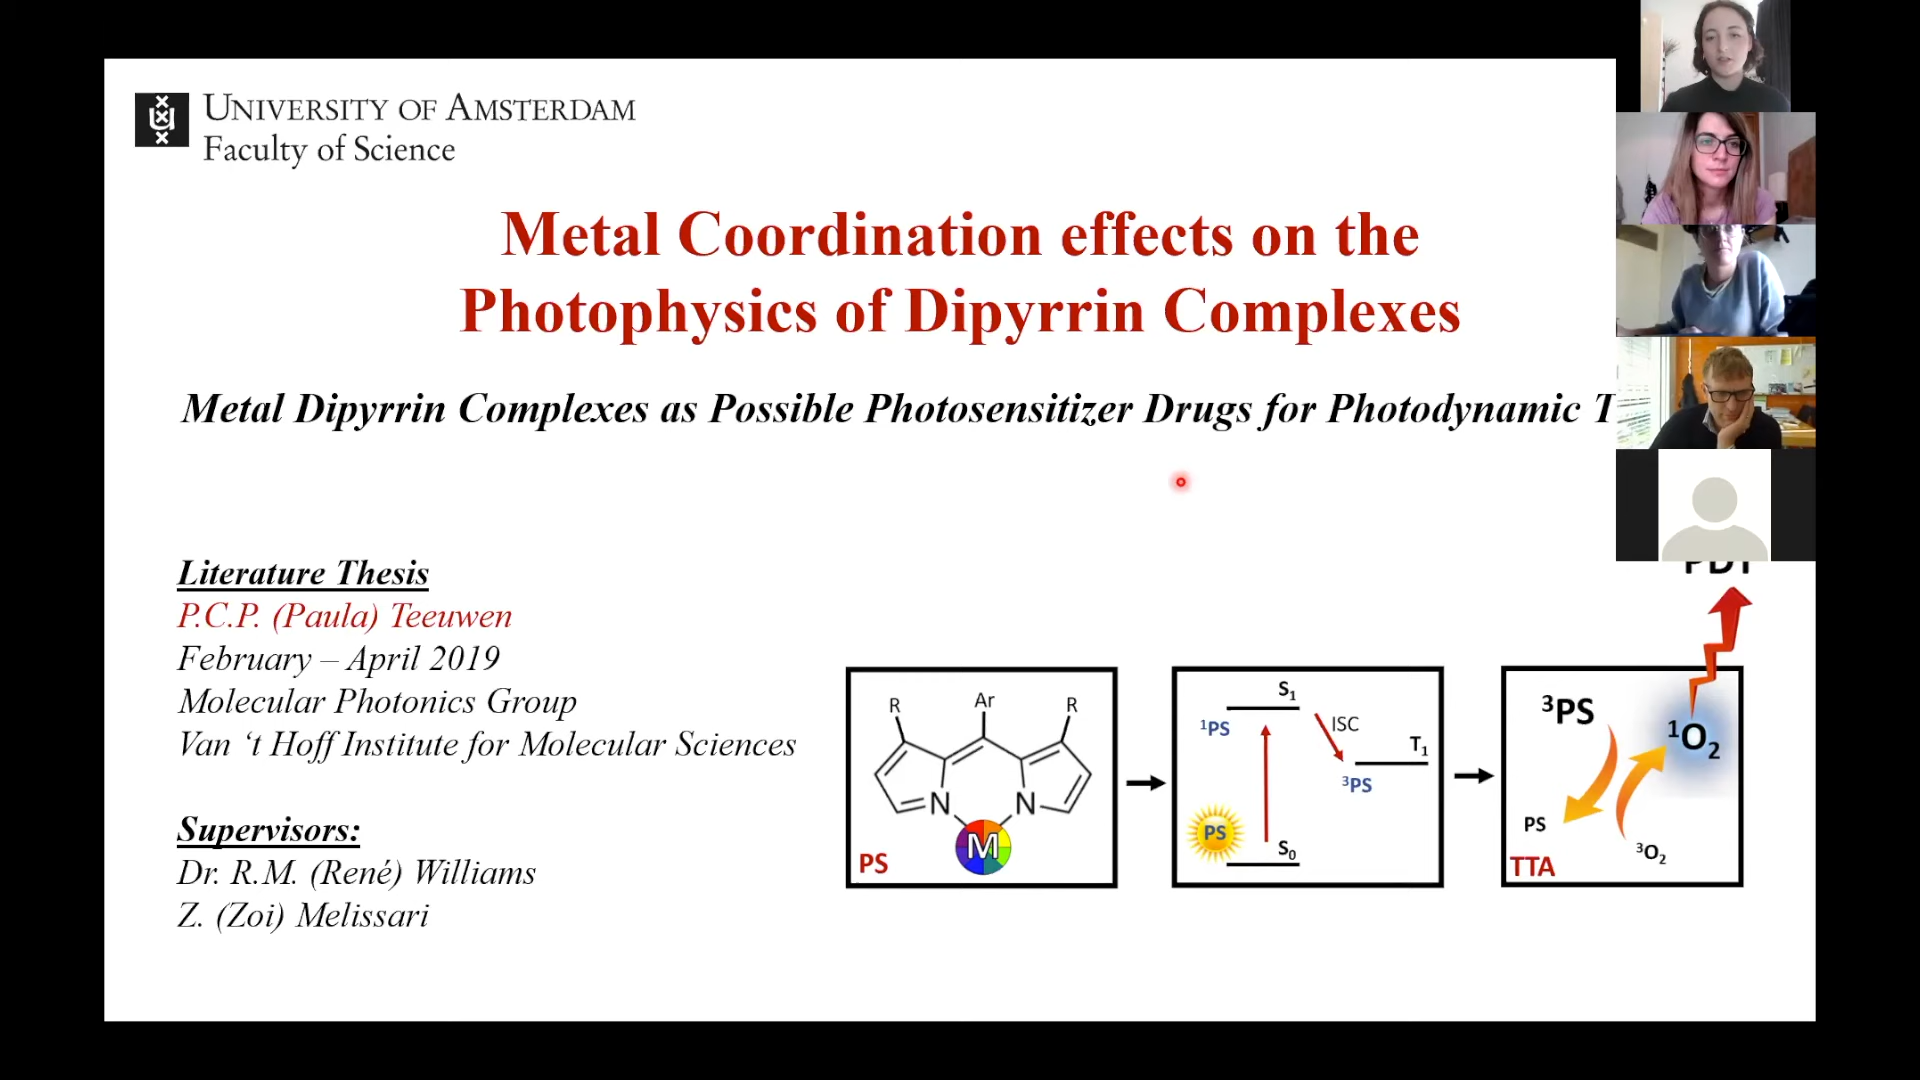 UNIVERSITY OF AMSTERDAM
Faculty of Science
Metal Coordination effects on the
Photophysics of Dipyrrin Complexes
Metal Dipyrrin Complexes as Possible Photosensitizer Drugs for Photodynamic T
Literature Thesis
P.C.P. (Paula) Teeuwen
February – April 2019
Molecular Photonics Group
Van ‘t Hoff Institute for Molecular Sciences
Supervisors:
Dr. R.M. (René) Williams
Z. (Zoi) Melissari
R Ar R
N N
M
PS
S₁
¹PS
ISC
T₁
³PS
PS
S₀
PDT
³PS
¹O₂
PS
³O₂
TTA